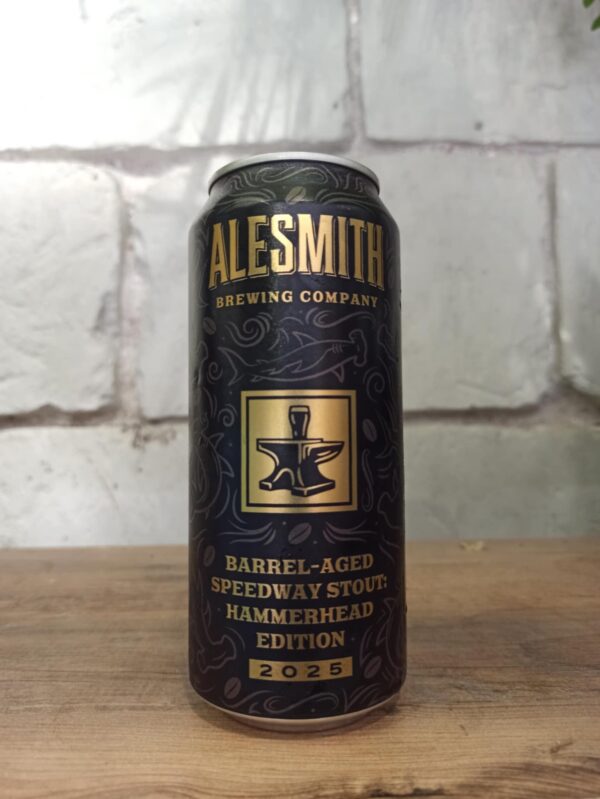 ALESMITH
BREWING COMPANY
BARREL-AGED
SPEEDWAY STOUT:
HAMMERHEAD
EDITION
2025